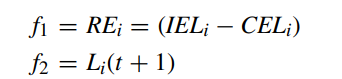 f₁ = REᵢ = (IELᵢ − CELᵢ)
f₂ = Lᵢ(t + 1)